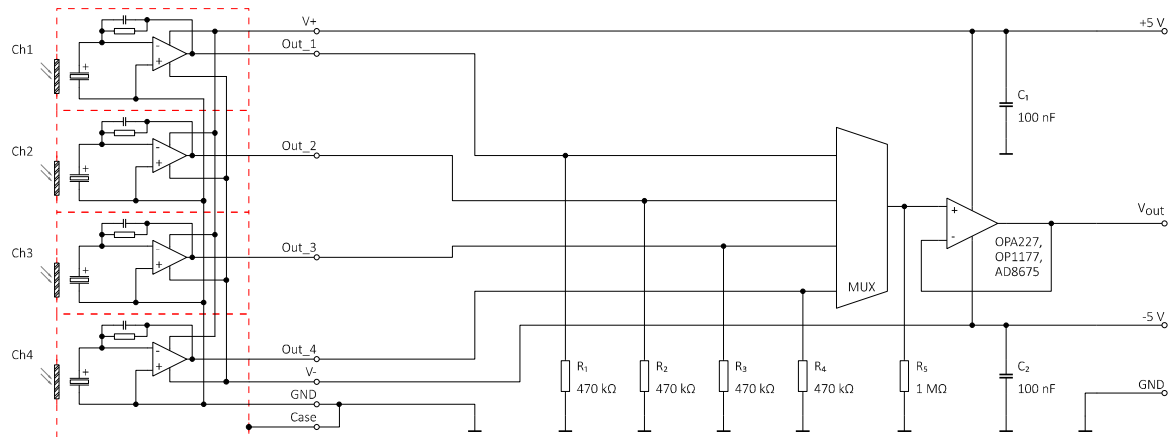 V+
+5 V
Ch1
Out_1
C₁
100 nF
Ch2
Out_2
Vout
Ch3
Out_3
OPA227,
OP1177,
AD8675
MUX
-5 V
Ch4
Out_4
V-
R₁
470 kΩ
R₂
470 kΩ
R₃
470 kΩ
R₄
470 kΩ
R₅
1 MΩ
C₂
100 nF
GND
GND
Case
+
-
+
+
-
+
+
-
+
+
-
+
+
-